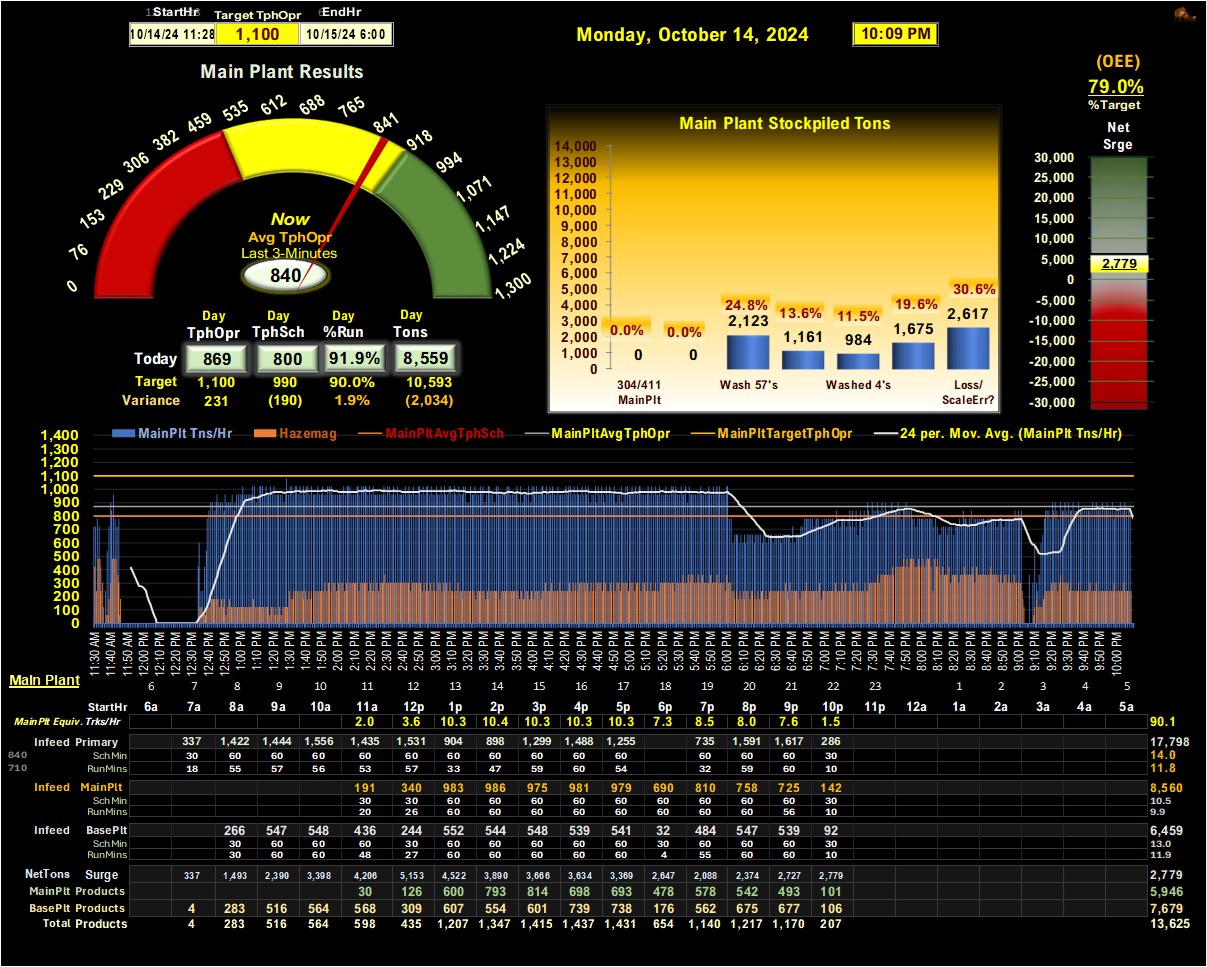 StartHr Target TphOpr EndHr
10/14/24 11:28 1,100 10/15/24 6:00
Monday, October 14, 2024 10:09 PM
(OEE)
79.0%
%Target
Net
Srge
30,000
25,000
20,000
15,000
10,000
5,000
2,779
0
-5,000
-10,000
-15,000
-20,000
-25,000
-30,000
Main Plant Results
0 76 153 229 306 382 459 535 612 688 765 841 918 994 1,071 1,147 1,224 1,300
Now
Avg TphOpr
Last 3-Minutes
840
Day Day Day Day
TphOpr TphSch %Run Tons
Today 869 800 91.9% 8,559
Target 1,100 990 90.0% 10,593
Variance 231 (190) 1.9% (2,034)
Main Plant Stockpiled Tons
14,000
13,000
12,000
11,000
10,000
9,000
8,000
7,000
6,000
5,000
4,000
3,000
2,000
1,000
0
0.0% 0.0% 24.8% 13.6% 11.5% 19.6% 30.6%
0 0 2,123 1,161 984 1,675 2,617
304/411 Wash 57's Washed 4's Loss/
MainPlt ScaleErr?
MainPlt Tns/Hr Hazemag MainPltAvgTphSch MainPltAvgTphOpr MainPltTargetTphOpr 24 per. Mov. Avg. (MainPlt Tns/Hr)
1,400
1,300
1,200
1,100
1,000
900
800
700
600
500
400
300
200
100
0
11:30 AM 11:40 AM 11:50 AM 12:00 PM 12:10 PM 12:20 PM 12:30 PM 12:40 PM 12:50 PM 1:00 PM 1:10 PM 1:20 PM 1:30 PM 1:40 PM 1:50 PM 2:00 PM 2:10 PM 2:20 PM 2:30 PM 2:40 PM 2:50 PM 3:00 PM 3:10 PM 3:20 PM 3:30 PM 3:40 PM 3:50 PM 4:00 PM 4:10 PM 4:20 PM 4:30 PM 4:40 PM 4:50 PM 5:00 PM 5:10 PM 5:20 PM 5:30 PM 5:40 PM 5:50 PM 6:00 PM 6:10 PM 6:20 PM 6:30 PM 6:40 PM 6:50 PM 7:00 PM 7:10 PM 7:20 PM 7:30 PM 7:40 PM 7:50 PM 8:00 PM 8:10 PM 8:20 PM 8:30 PM 8:40 PM 8:50 PM 9:00 PM 9:10 PM 9:20 PM 9:30 PM 9:40 PM 9:50 PM 10:00 PM
Main Plant 6 7 8 9 10 11 12 13 14 15 16 17 18 19 20 21 22 23 1 2 3 4 5
StartHr 6a 7a 8a 9a 10a 11a 12p 1p 2p 3p 4p 5p 6p 7p 8p 9p 10p 11p 12a 1a 2a 3a 4a 5a
MainPlt Equiv. Trks/Hr 2.0 3.6 10.3 10.4 10.3 10.3 10.3 7.3 8.5 8.0 7.6 1.5 90.1
Infeed Primary 337 1,422 1,444 1,556 1,435 1,531 904 898 1,299 1,488 1,255 735 1,591 1,617 286 17,798
840 Sch Min 30 60 60 60 60 60 60 60 60 60 60 60 60 60 30 14.0
710 RunMins 18 55 57 56 53 57 33 47 59 60 54 32 59 60 10 11.8
Infeed MainPlt 191 340 983 986 975 981 979 690 810 758 725 142 8,560
Sch Min 30 30 60 60 60 60 60 60 60 60 60 30 10.5
RunMins 20 26 60 60 60 60 60 60 60 60 56 10 9.9
Infeed BasePlt 266 547 548 436 244 552 544 548 539 541 32 484 547 539 92 6,459
Sch Min 30 60 60 60 30 60 60 60 60 60 30 60 60 60 30 13.0
RunMins 30 60 60 48 27 60 60 60 60 60 4 55 60 60 10 11.9
NetTons Surge 337 1,493 2,390 3,398 4,206 5,153 4,522 3,890 3,666 3,634 3,369 2,647 2,088 2,374 2,727 2,779 2,779
MainPlt Products 30 126 600 793 814 698 693 478 578 542 493 101 5,946
BasePlt Products 4 283 516 564 568 309 607 554 601 739 738 176 562 675 677 106 7,679
Total Products 4 283 516 564 598 435 1,207 1,347 1,415 1,437 1,431 654 1,140 1,217 1,170 207 13,625